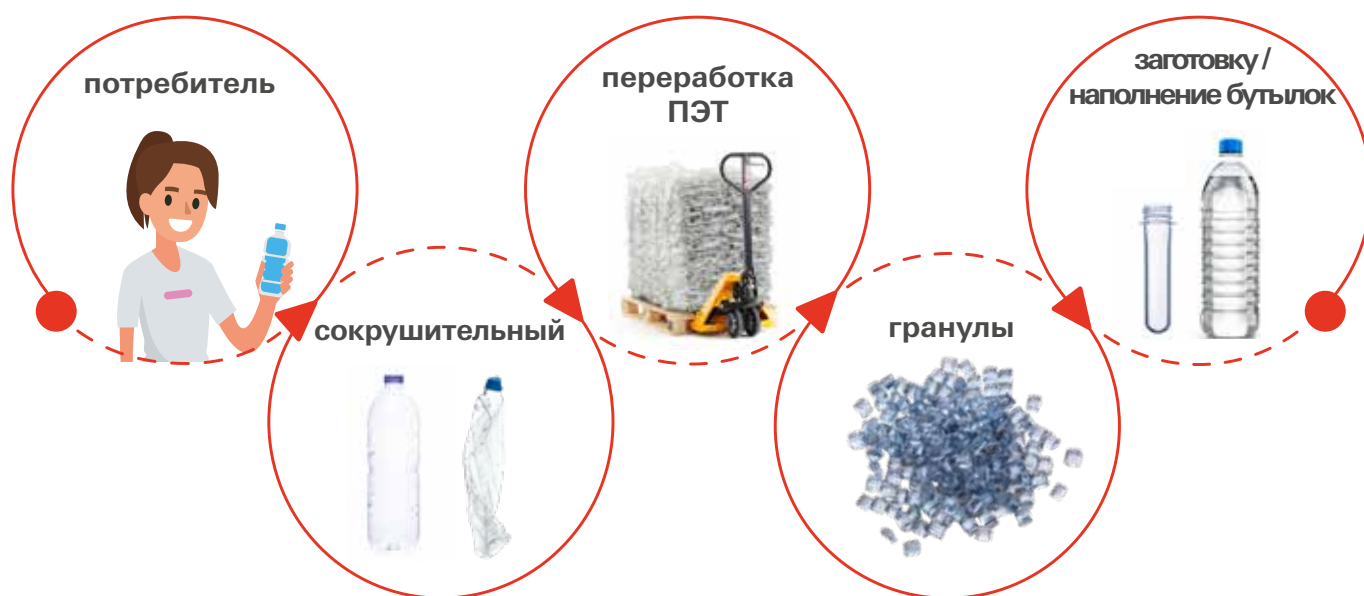 потребитель
сокрушительный
переработка
ПЭТ
гранулы
заготовку /
наполнение бутылок